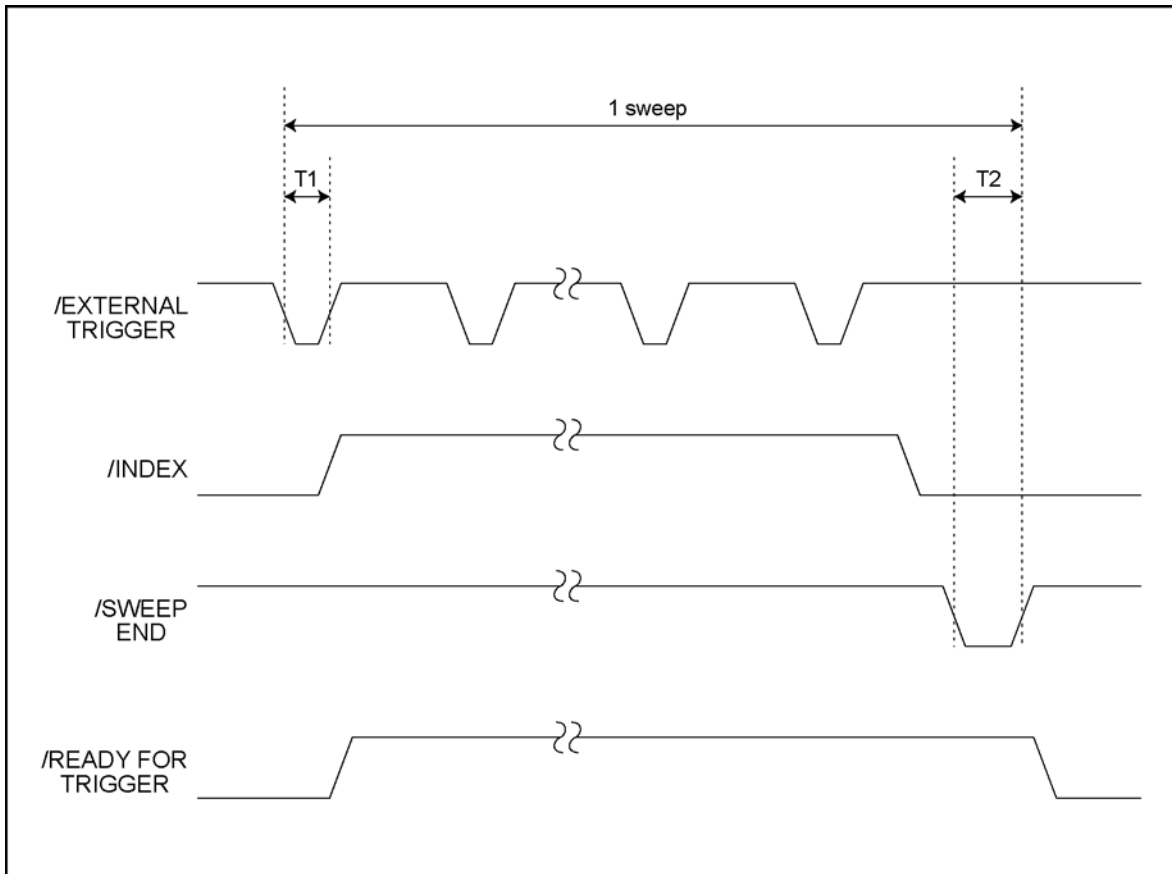 1 sweep
T1
T2
/EXTERNAL
TRIGGER
/INDEX
/SWEEP
END
/READY FOR
TRIGGER